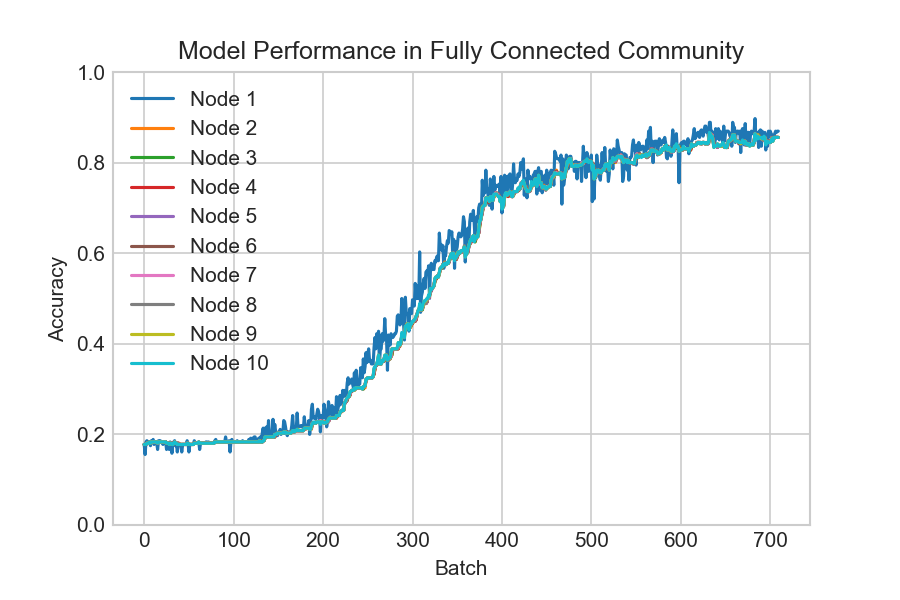 Model Performance in Fully Connected Community
1.0
0.8
0.6
0.4
0.2
0.0
Accuracy
Node 1
Node 2
Node 3
Node 4
Node 5
Node 6
Node 7
Node 8
Node 9
Node 10
0 100 200 300 400 500 600 700
Batch